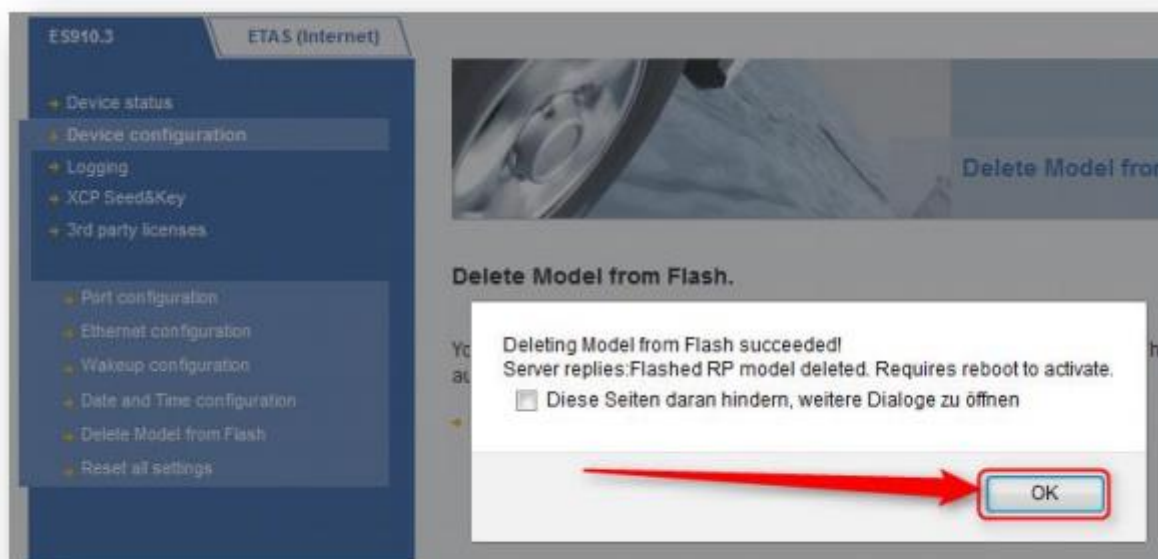 ES910.3
ETAS (Internet)
Device status
Device configuration
Logging
XCP Seed&Key
3rd party licenses
Port configuration
Ethernet configuration
Wakeup configuration
Date and Time configuration
Delete Model from Flash
Reset all settings
Delete Model from
Delete Model from Flash.
Deleting Model from Flash succeeded!
Server replies:Flashed RP model deleted. Requires reboot to activate.
Diese Seiten daran hindern, weitere Dialoge zu öffnen
OK